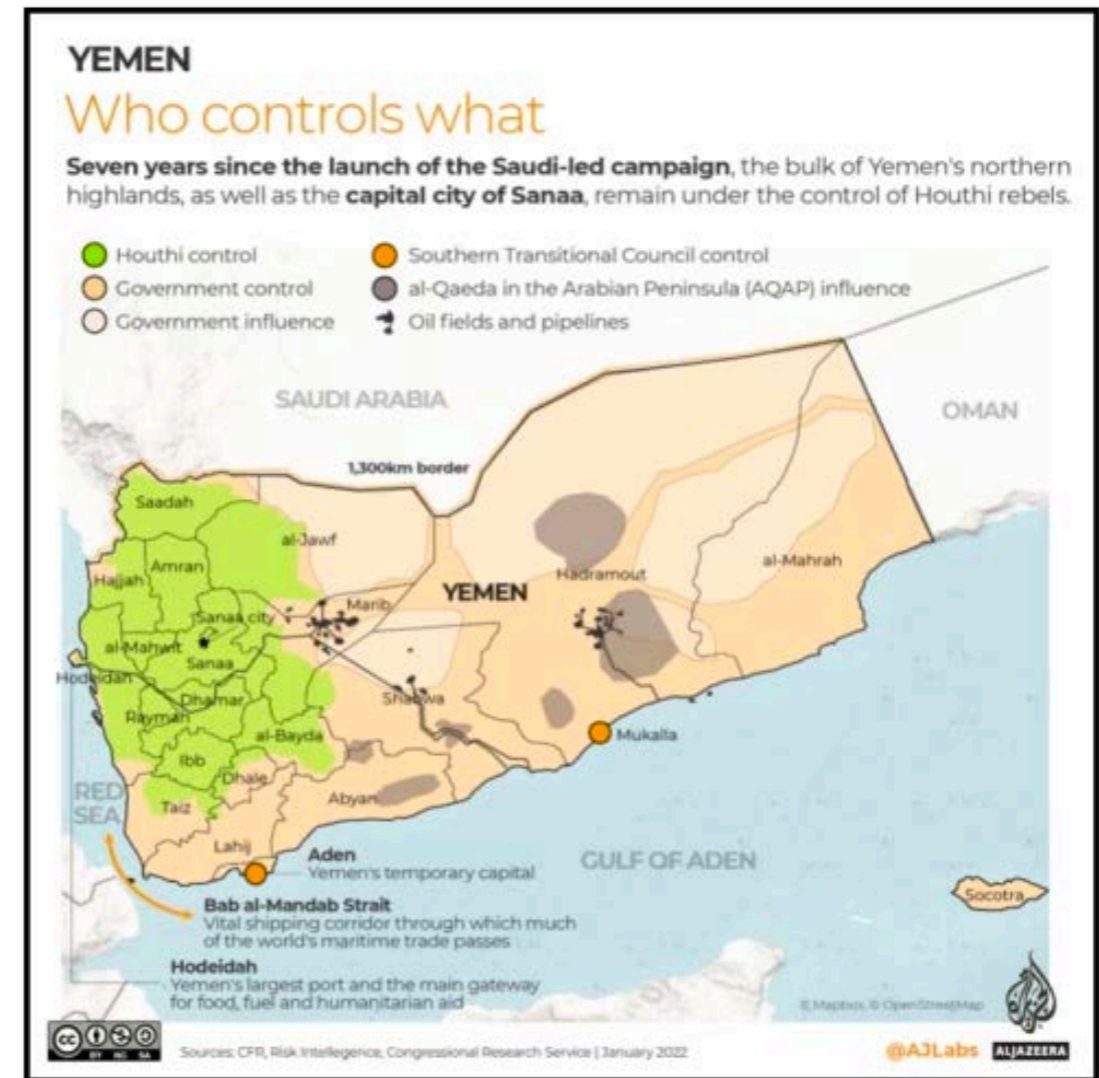 YEMEN
Who controls what
Seven years since the launch of the Saudi-led campaign, the bulk of Yemen's northern
highlands, as well as the capital city of Sanaa, remain under the control of Houthi rebels.
Houthi control
Government control
Government influence
Southern Transitional Council control
al-Qaeda in the Arabian Peninsula (AQAP) influence
Oil fields and pipelines
SAUDI ARABIA
OMAN
1,300km border
Saadah
al-Jawf
Amran
Hajjah
Hadramout
al-Mahrah
YEMEN
Marib
Sanaa city
al-Mahwit
Sanaa
Hodeidah
Dhamar
Raymah
Shabwa
al-Bayda
Mukalla
Ibb
Dhale
RED
SEA
Taiz
Abyan
Lahij
Aden
Yemen's temporary capital
GULF OF ADEN
Socotra
Bab al-Mandab Strait
Vital shipping corridor through which much
of the world's maritime trade passes
Hodeidah
Yemen's largest port and the main gateway
for food, fuel and humanitarian aid
© Mapbox, © OpenStreetMap
cc
BY NC SA
Sources: CFR, Risk Intellegence, Congressional Research Service | January 2022
@AJLabs
ALJAZEERA